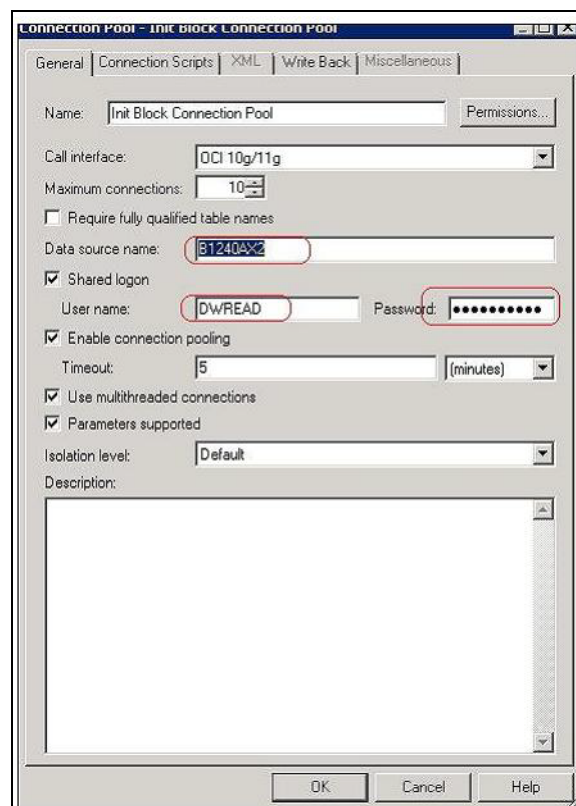 Connection Pool - Init Block Connection Pool
General Connection Scripts XML Write Back Miscellaneous
Name: Init Block Connection Pool Permissions...
Call interface: OCI 10g/11g
Maximum connections: 10
Require fully qualified table names
Data source name: B1240AX2
Shared logon
User name: DWREAD Password: ●●●●●●●●●●
Enable connection pooling
Timeout: 5 (minutes)
Use multithreaded connections
Parameters supported
Isolation level: Default
Description:
OK Cancel Help